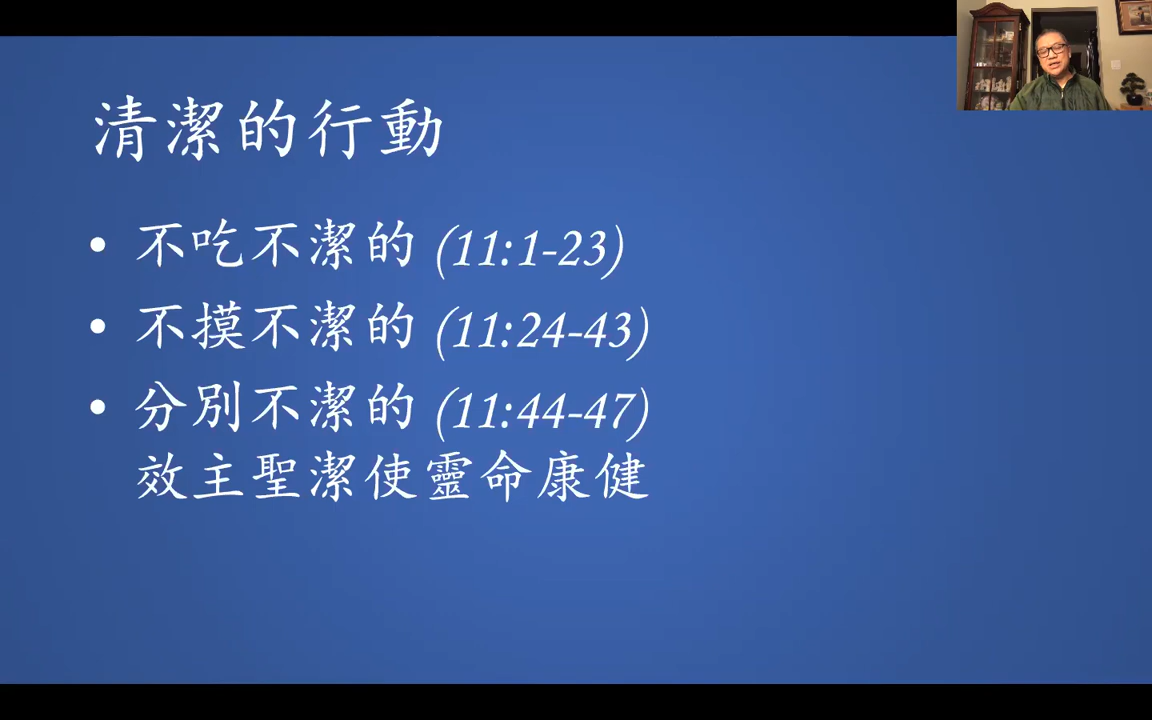 清潔的行動
• 不吃不潔的 (11:1-23)
• 不摸不潔的 (11:24-43)
• 分別不潔的 (11:44-47)
效主聖潔使靈命康健